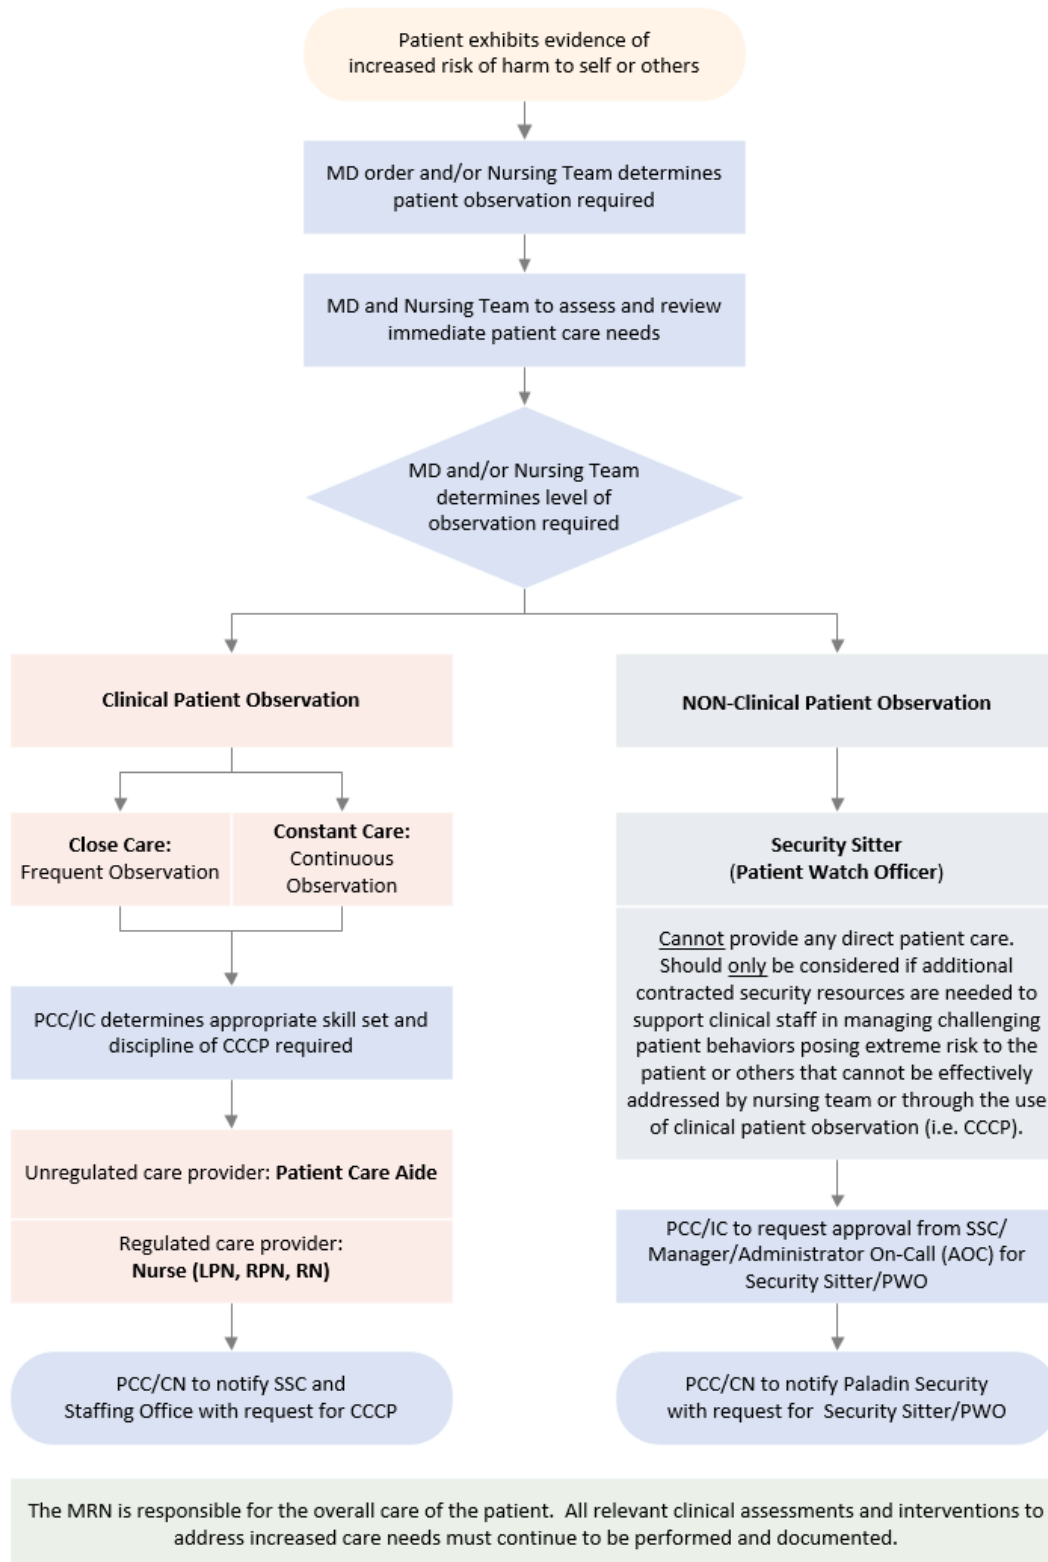 Patient exhibits evidence of
increased risk of harm to self or others
MD order and/or Nursing Team determines
patient observation required
MD and Nursing Team to assess and review
immediate patient care needs
MD and/or Nursing Team
determines level of
observation required
Clinical Patient Observation
Close Care:
Frequent Observation
Constant Care:
Continuous
Observation
PCC/IC determines appropriate skill set and
discipline of CCCP required
Unregulated care provider: Patient Care Aide
Regulated care provider:
Nurse (LPN, RPN, RN)
PCC/CN to notify SSC and
Staffing Office with request for CCCP
NON-Clinical Patient Observation
Security Sitter
(Patient Watch Officer)
Cannot provide any direct patient care.
Should only be considered if additional
contracted security resources are needed to
support clinical staff in managing challenging
patient behaviors posing extreme risk to the
patient or others that cannot be effectively
addressed by nursing team or through the use
of clinical patient observation (i.e. CCCP).
PCC/IC to request approval from SSC/
Manager/Administrator On-Call (AOC) for
Security Sitter/PWO
PCC/CN to notify Paladin Security
with request for Security Sitter/PWO
The MRN is responsible for the overall care of the patient. All relevant clinical assessments and interventions to
address increased care needs must continue to be performed and documented.